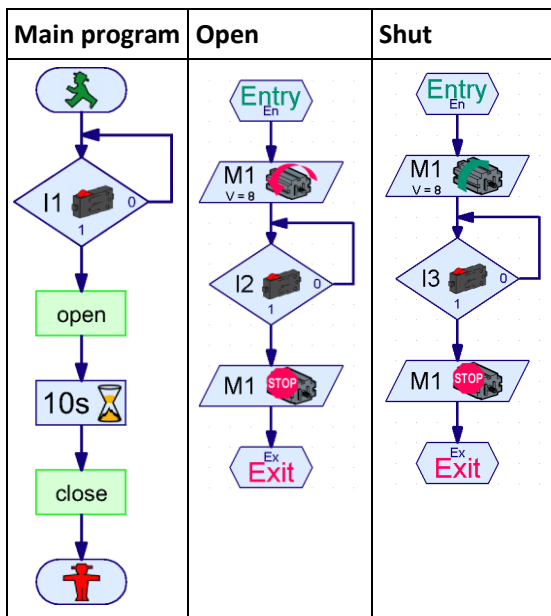 Main program
Open
Shut
I1
0
1
open
10s
close
Entry
En
M1
V = 8
I2
0
1
M1 STOP
Ex
Exit
Entry
En
M1
V = 8
I3
0
1
M1 STOP
Ex
Exit